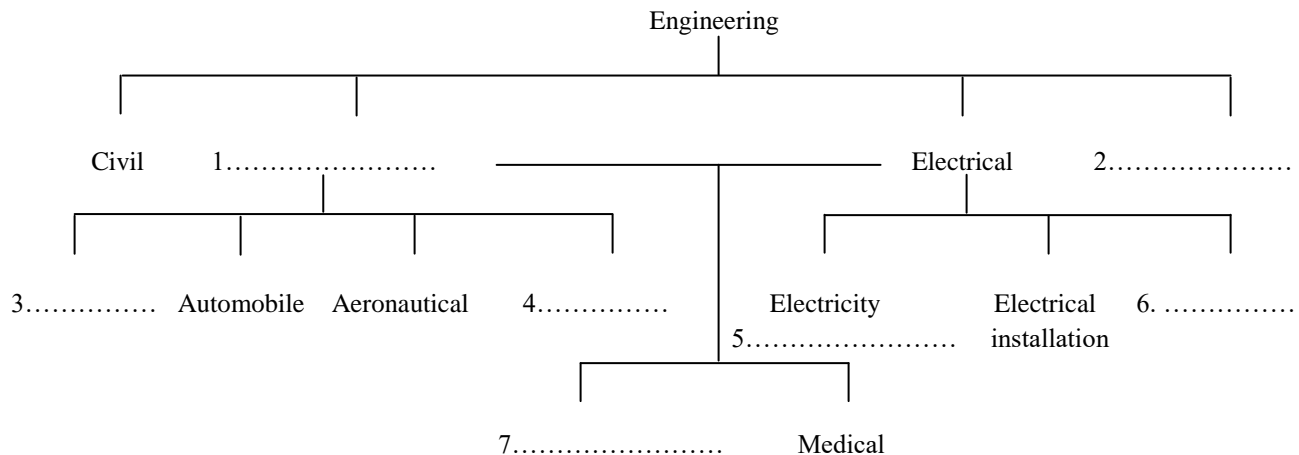 Engineering
Civil 1…………………… Electrical 2…………………
3…………… Automobile Aeronautical 4…………… Electricity Electrical 6. ……………
5…………………… installation
7…………………… Medical